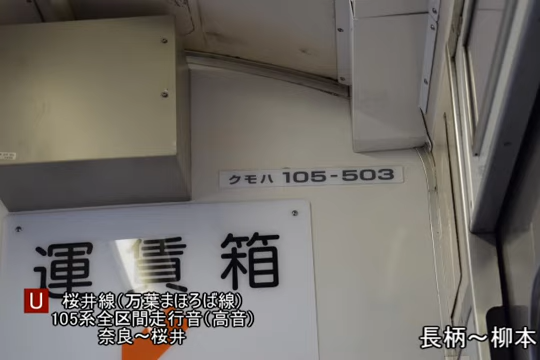 クモハ 105-503
運賃箱
U 桜井線(万葉まほろば線)
105系全区間走行音(高音)
奈良～桜井
長柄～柳本